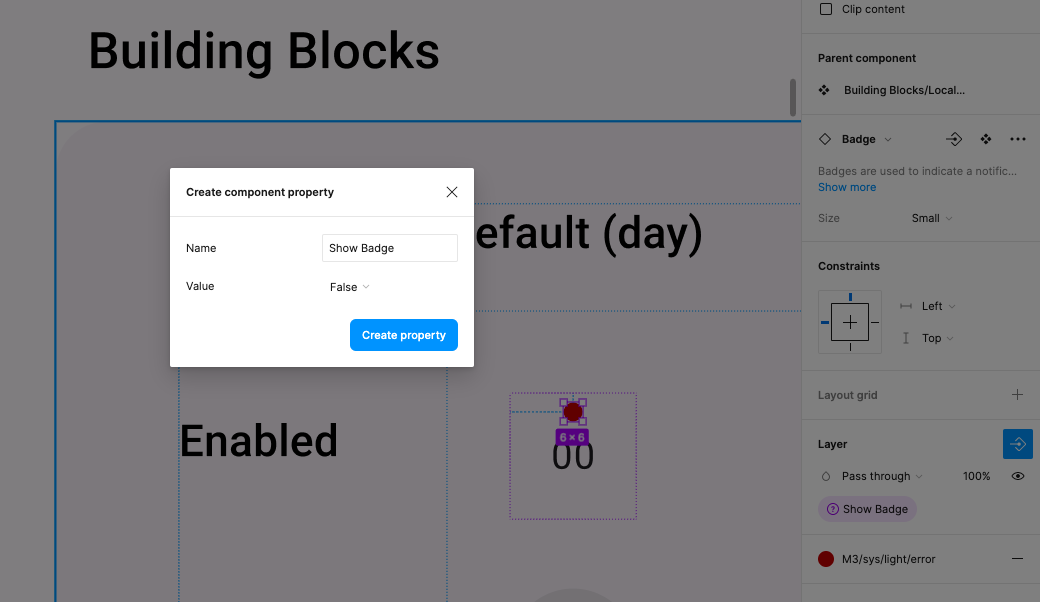 Building Blocks
Create component property
Name
Show Badge
Value
False
Create property
efault (day)
Enabled
6 × 6
00
Clip content
Parent component
Building Blocks/Local...
Badge
Badges are used to indicate a notific...
Show more
Size
Small
Constraints
Left
Top
Layout grid
Layer
Pass through
100%
Show Badge
M3/sys/light/error